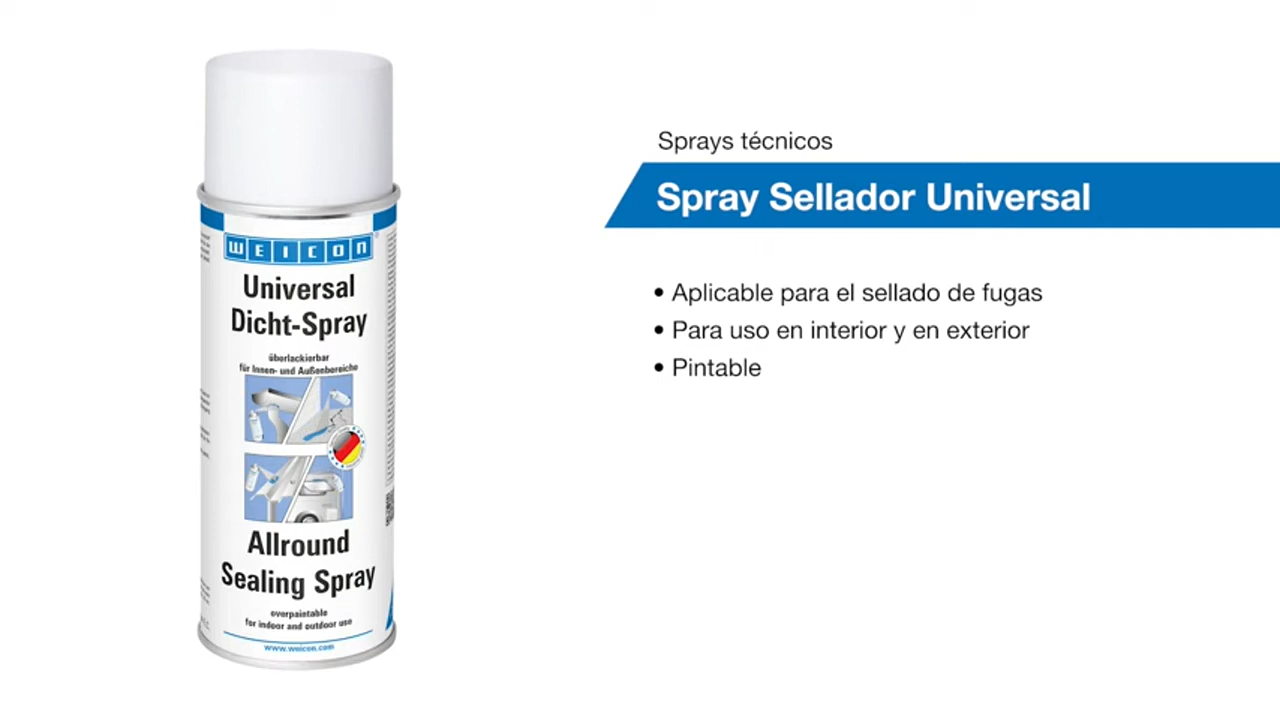 WEICON
Universal
Dicht-Spray
überlackierbar
für Innen- und Außenbereiche
Allround
Sealing Spray
overpaintable
for indoor and outdoor use
www.weicon.com
Sprays técnicos
Spray Sellador Universal
• Aplicable para el sellado de fugas
• Para uso en interior y en exterior
• Pintable